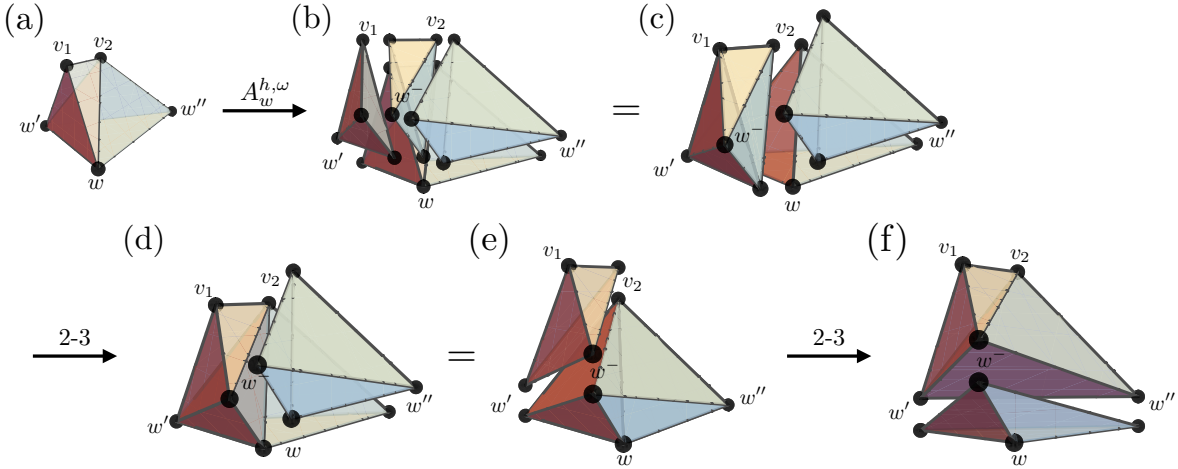 (a)
v₁ v₂
w′
w″
w
A_w^{h,ω}
(b)
v₁ v₂
w⁻
w′
w″
w
=
(c)
v₁ v₂
w⁻
w′
w″
w
2-3
(d)
v₁ v₂
w⁻
w′
w″
w
=
(e)
v₁
v₂
w⁻
w′
w″
w
2-3
(f)
v₁ v₂
w⁻
w′
w″
w